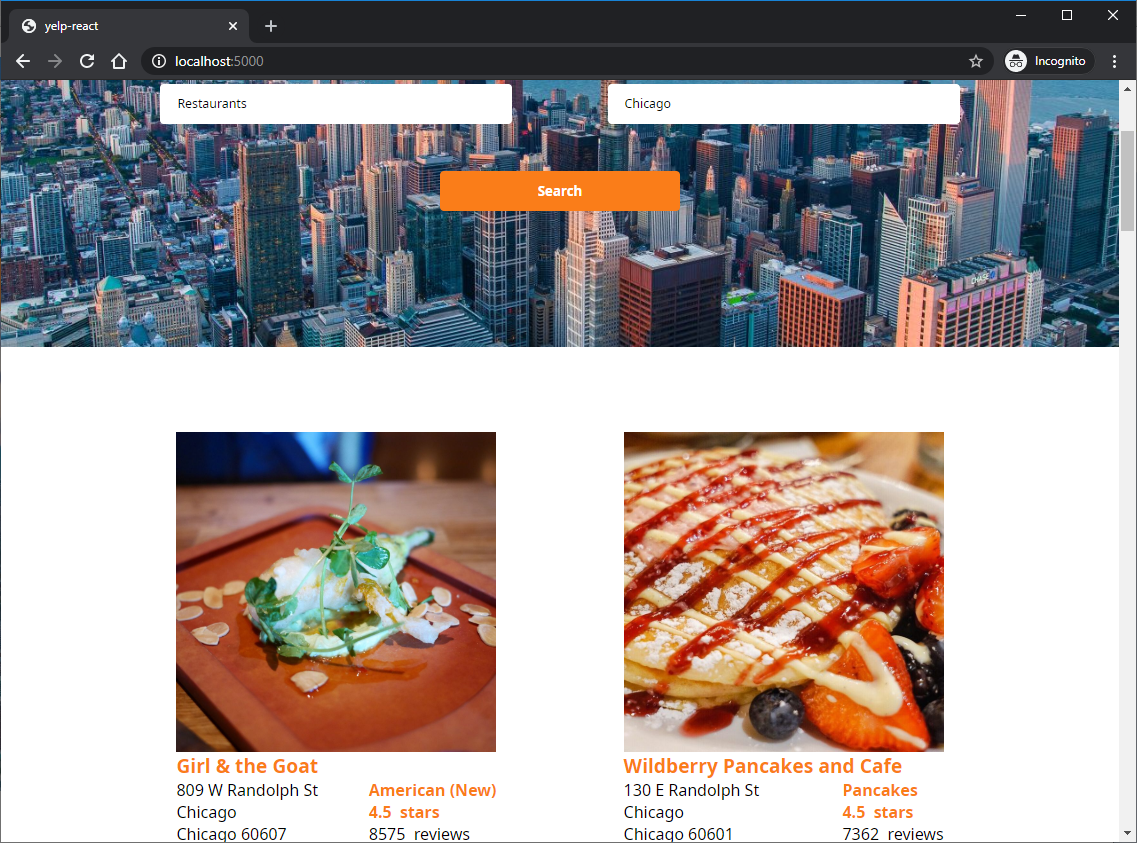 yelp-react
localhost:5000
Incognito
Restaurants
Chicago
Search
CHASE
Girl & the Goat
809 W Randolph St
American (New)
Chicago
4.5 stars
Chicago 60607
8575 reviews
Wildberry Pancakes and Cafe
130 E Randolph St
Pancakes
Chicago
4.5 stars
Chicago 60601
7362 reviews